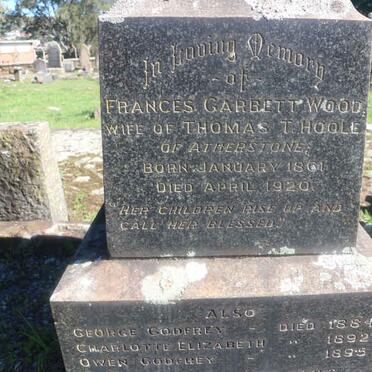 In Loving Memory
- of -
FRANCES GARBETT WOOD,
WIFE OF THOMAS T. HOOLE
OF ATHERSTONE;
BORN JANUARY 1861
DIED APRIL 1920.
"HER CHILDREN RISE UP AND
CALL HER BLESSED."
ALSO
GEORGE GODFREY - DIED 1884
CHARLOTTE ELIZABETH " 1892
OWEN GODFREY - " 1895